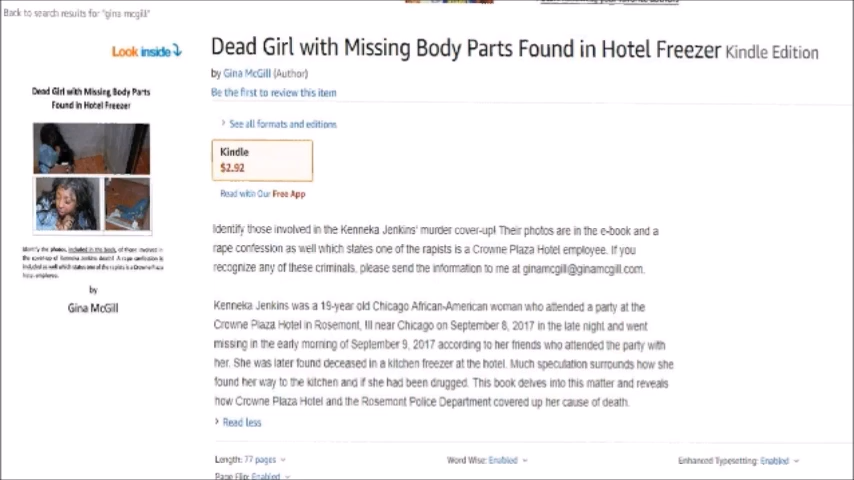 Back to search results for "gina mcgill"
Look inside
Dead Girl with Missing Body Parts Found in Hotel Freezer Kindle Edition
by Gina McGill (Author)
Be the first to review this item
See all formats and editions
Kindle
$2.92
Read with Our Free App
Dead Girl with Missing Body Parts
Found in Hotel Freezer
by
Gina McGill
Identify those involved in the Kenneka Jenkins' murder cover-up! Their photos are in the e-book and a
rape confession as well which states one of the rapists is a Crowne Plaza Hotel employee. If you
recognize any of these criminals, please send the information to me at ginamcgill@ginamcgill.com.
Kenneka Jenkins was a 19-year old Chicago African-American woman who attended a party at the
Crowne Plaza Hotel in Rosemont, Ill near Chicago on September 8, 2017 in the late night and went
missing in the early morning of September 9, 2017 according to her friends who attended the party with
her. She was later found deceased in a kitchen freezer at the hotel. Much speculation surrounds how she
found her way to the kitchen and if she had been drugged. This book delves into this matter and reveals
how Crowne Plaza Hotel and the Rosemont Police Department covered up her cause of death.
Read less
Length: 77 pages
Word Wise: Enabled
Enhanced Typesetting: Enabled
Page Flip: Enabled